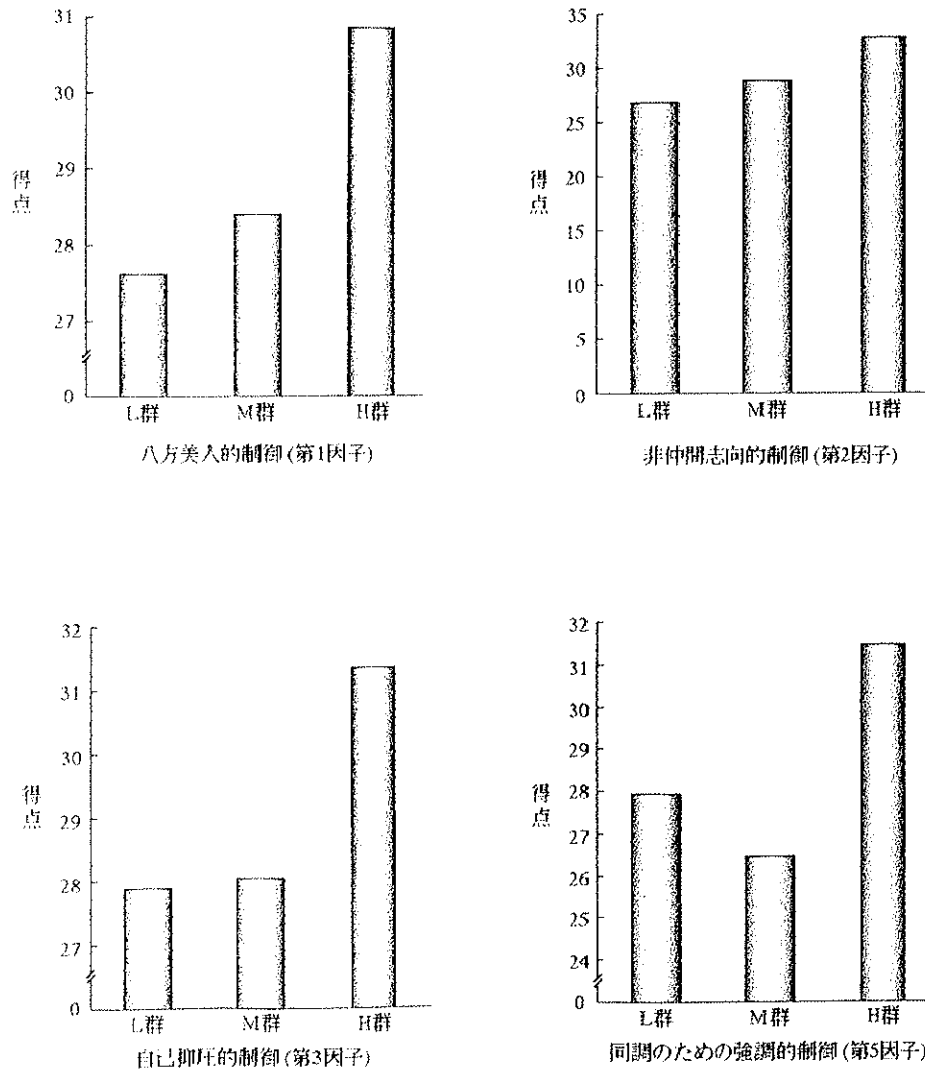 31
30
29
28
27
0
得点
L群 M群 H群
八方美人的制御 (第1因子)
35
30
25
20
15
10
5
0
得点
L群 M群 H群
非仲間志向的制御 (第2因子)
32
31
30
29
28
27
0
得点
L群 M群 H群
自己抑圧的制御 (第3因子)
32
31
30
29
28
27
26
25
24
0
得点
L群 M群 H群
同調のための強調的制御 (第5因子)